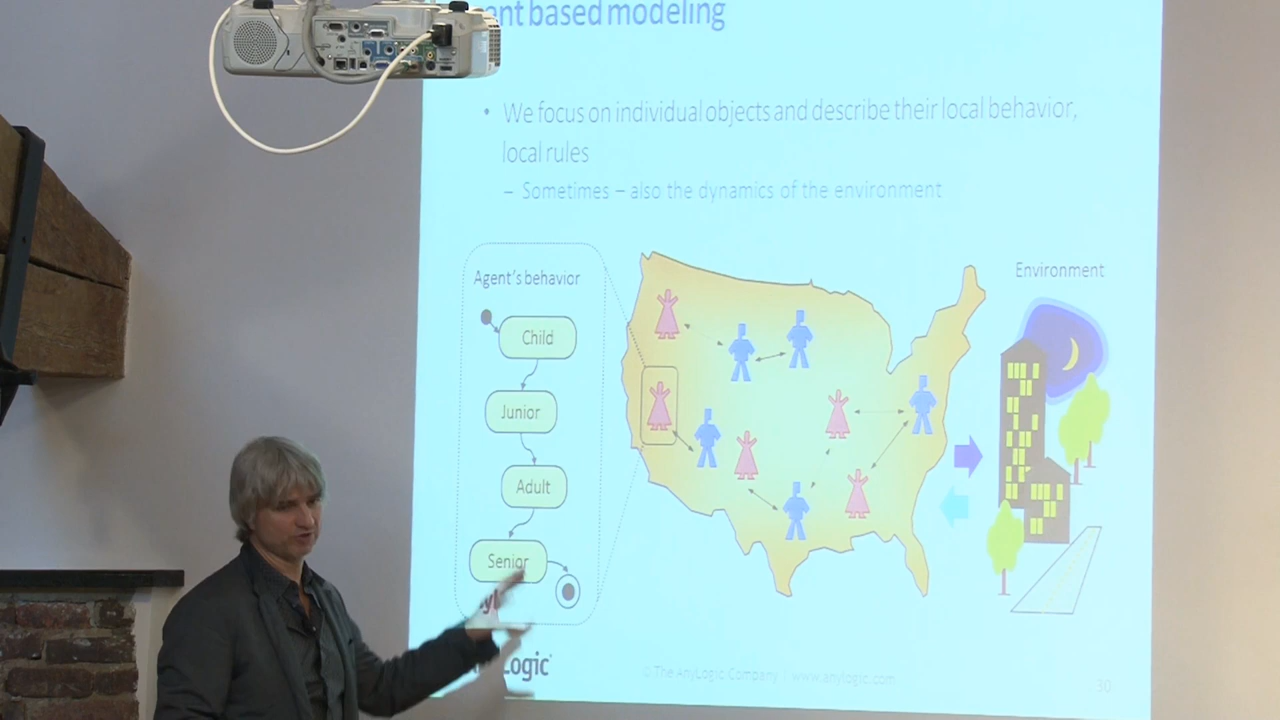 based modeling
• We focus on individual objects and describe their local behavior,
local rules
– Sometimes – also the dynamics of the environment
Agent's behavior
Child
Junior
Adult
Senior
Environment
Logic
© The AnyLogic Company | www.anylogic.com
30